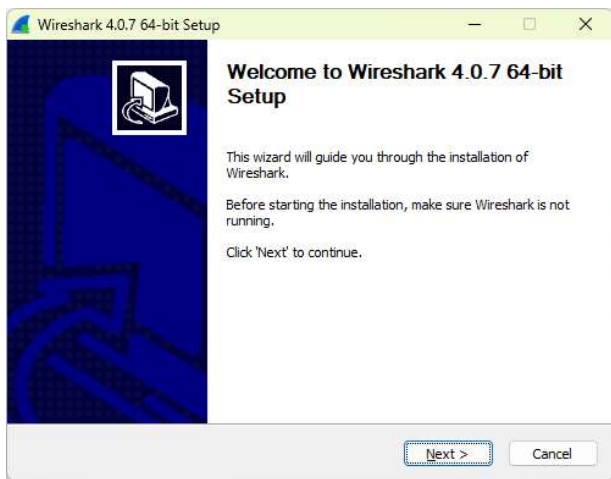 Wireshark 4.0.7 64-bit Setup
Welcome to Wireshark 4.0.7 64-bit
Setup
This wizard will guide you through the installation of
Wireshark.
Before starting the installation, make sure Wireshark is not
running.
Click 'Next' to continue.
Next >
Cancel